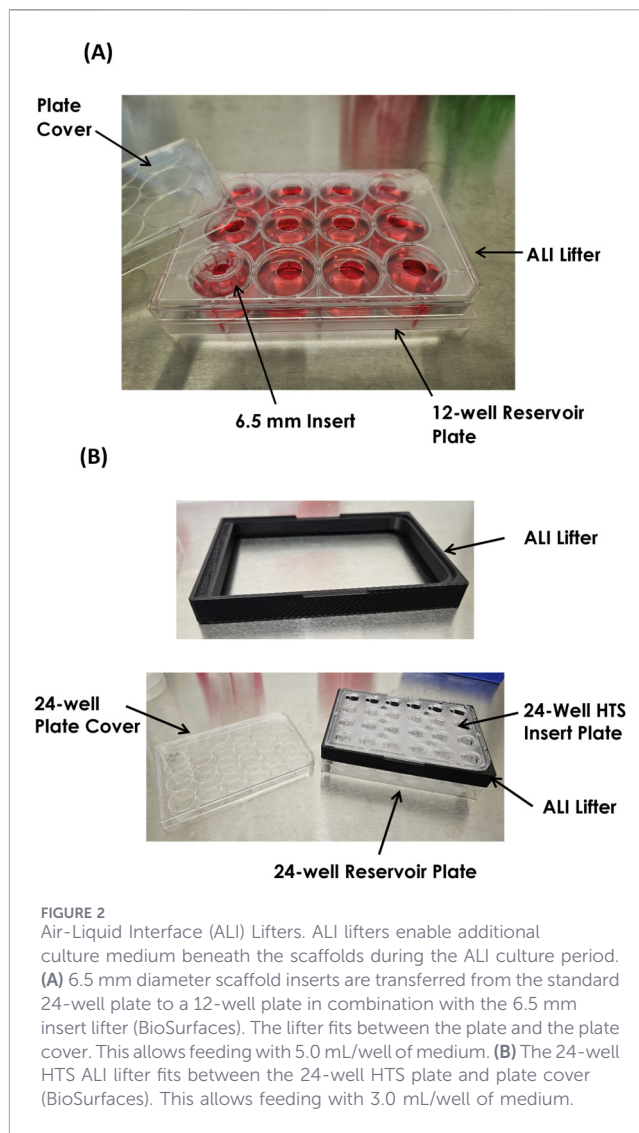 (A)
Plate
Cover
ALI Lifter
6.5 mm Insert
12-well Reservoir
Plate
(B)
ALI Lifter
24-well
Plate Cover
24-Well HTS
Insert Plate
ALI Lifter
24-well Reservoir Plate
FIGURE 2
Air-Liquid Interface (ALI) Lifters. ALI lifters enable additional
culture medium beneath the scaffolds during the ALI culture period.
(A) 6.5 mm diameter scaffold inserts are transferred from the standard
24-well plate to a 12-well plate in combination with the 6.5 mm
insert lifter (BioSurfaces). The lifter fits between the plate and the plate
cover. This allows feeding with 5.0 mL/well of medium. (B) The 24-well
HTS ALI lifter fits between the 24-well HTS plate and plate cover
(BioSurfaces). This allows feeding with 3.0 mL/well of medium.